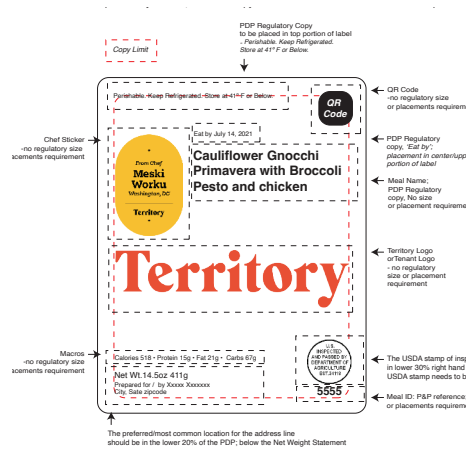 PDP Regulatory Copy
to be placed in top portion of label
- Perishable. Keep Refrigerated.
Store at 41° F or Below.
Copy Limit
Perishable. Keep Refrigerated. Store at 41° F or Below
QR
Code
QR Code
-no regulatory size
or placements requirem
Eat by July 14, 2021
Chef Sticker
-no regulatory size
acements requirement
From Chef
Meski
Worku
Washington, DC
Territory
Cauliflower Gnocchi
Primavera with Broccoli
Pesto and chicken
PDP Regulatory
copy, 'Eat by';
placement in center/upp
portion of label
Meal Name;
PDP Regulatory
copy, No size
or placement requireme
Territory
Territory Logo
orTenant Logo
- no regulatory
size or placement
requirement
Macros
-no regulatory size
acements requirement
Calories 518 • Protein 15g • Fat 21g • Carbs 67g
Net Wt.14.5oz 411g
Prepared for / by Xxxxx Xxxxxxx
City, Sate zipcode
U.S.
INSPECTED
AND PASSED BY
DEPARTMENT OF
AGRICULTURE
EST.34118
5555
The USDA stamp of insp
in lower 30% right hand
USDA stamp needs to b
Meal ID: P&P reference;
or placements requirem
The preferred/most common location for the address line
should be in the lower 20% of the PDP; below the Net Weight Statement